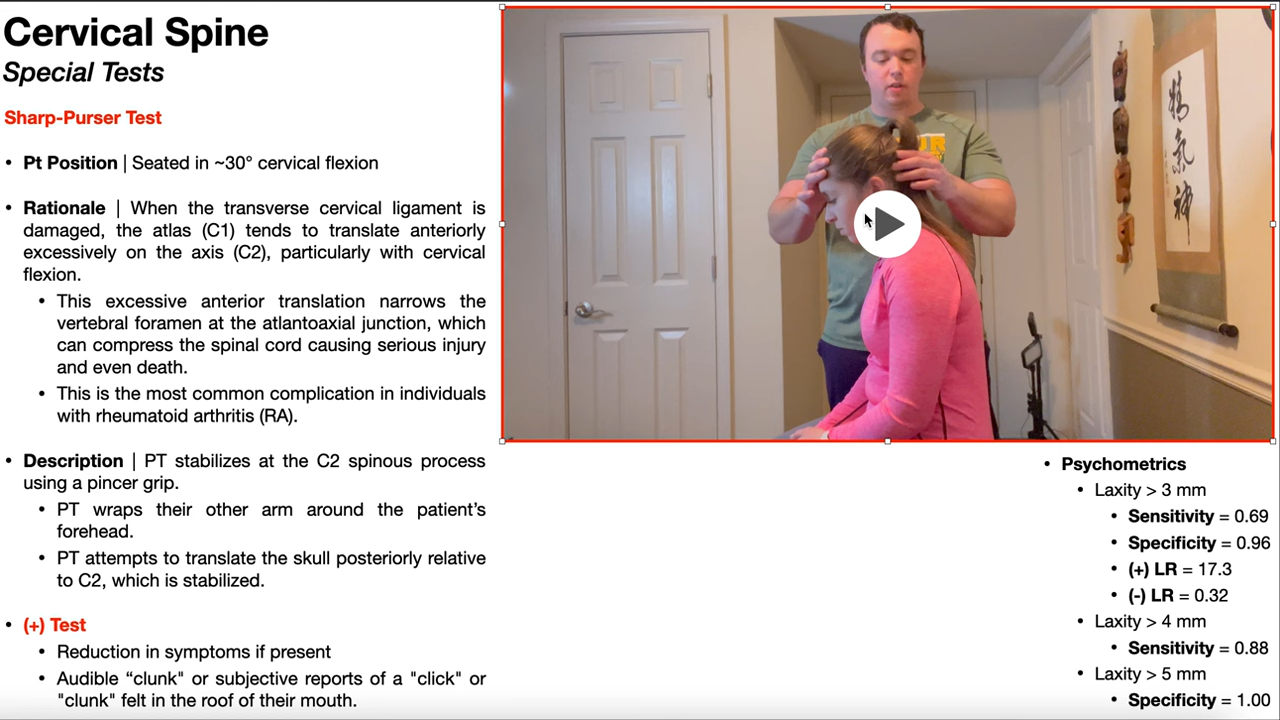 Cervical Spine
Special Tests
Sharp-Purser Test
• Pt Position | Seated in ~30° cervical flexion
• Rationale | When the transverse cervical ligament is
damaged, the atlas (C1) tends to translate anteriorly
excessively on the axis (C2), particularly with cervical
flexion.
• This excessive anterior translation narrows the
vertebral foramen at the atlantoaxial junction, which
can compress the spinal cord causing serious injury
and even death.
• This is the most common complication in individuals
with rheumatoid arthritis (RA).
• Description | PT stabilizes at the C2 spinous process
using a pincer grip.
• PT wraps their other arm around the patient's
forehead.
• PT attempts to translate the skull posteriorly relative
to C2, which is stabilized.
• (+) Test
• Reduction in symptoms if present
• Audible “clunk" or subjective reports of a "click" or
"clunk" felt in the roof of their mouth.
精
氣
神
• Psychometrics
• Laxity > 3 mm
• Sensitivity = 0.69
• Specificity = 0.96
• (+) LR = 17.3
• (-) LR = 0.32
• Laxity > 4 mm
• Sensitivity = 0.88
• Laxity > 5 mm
• Specificity = 1.00